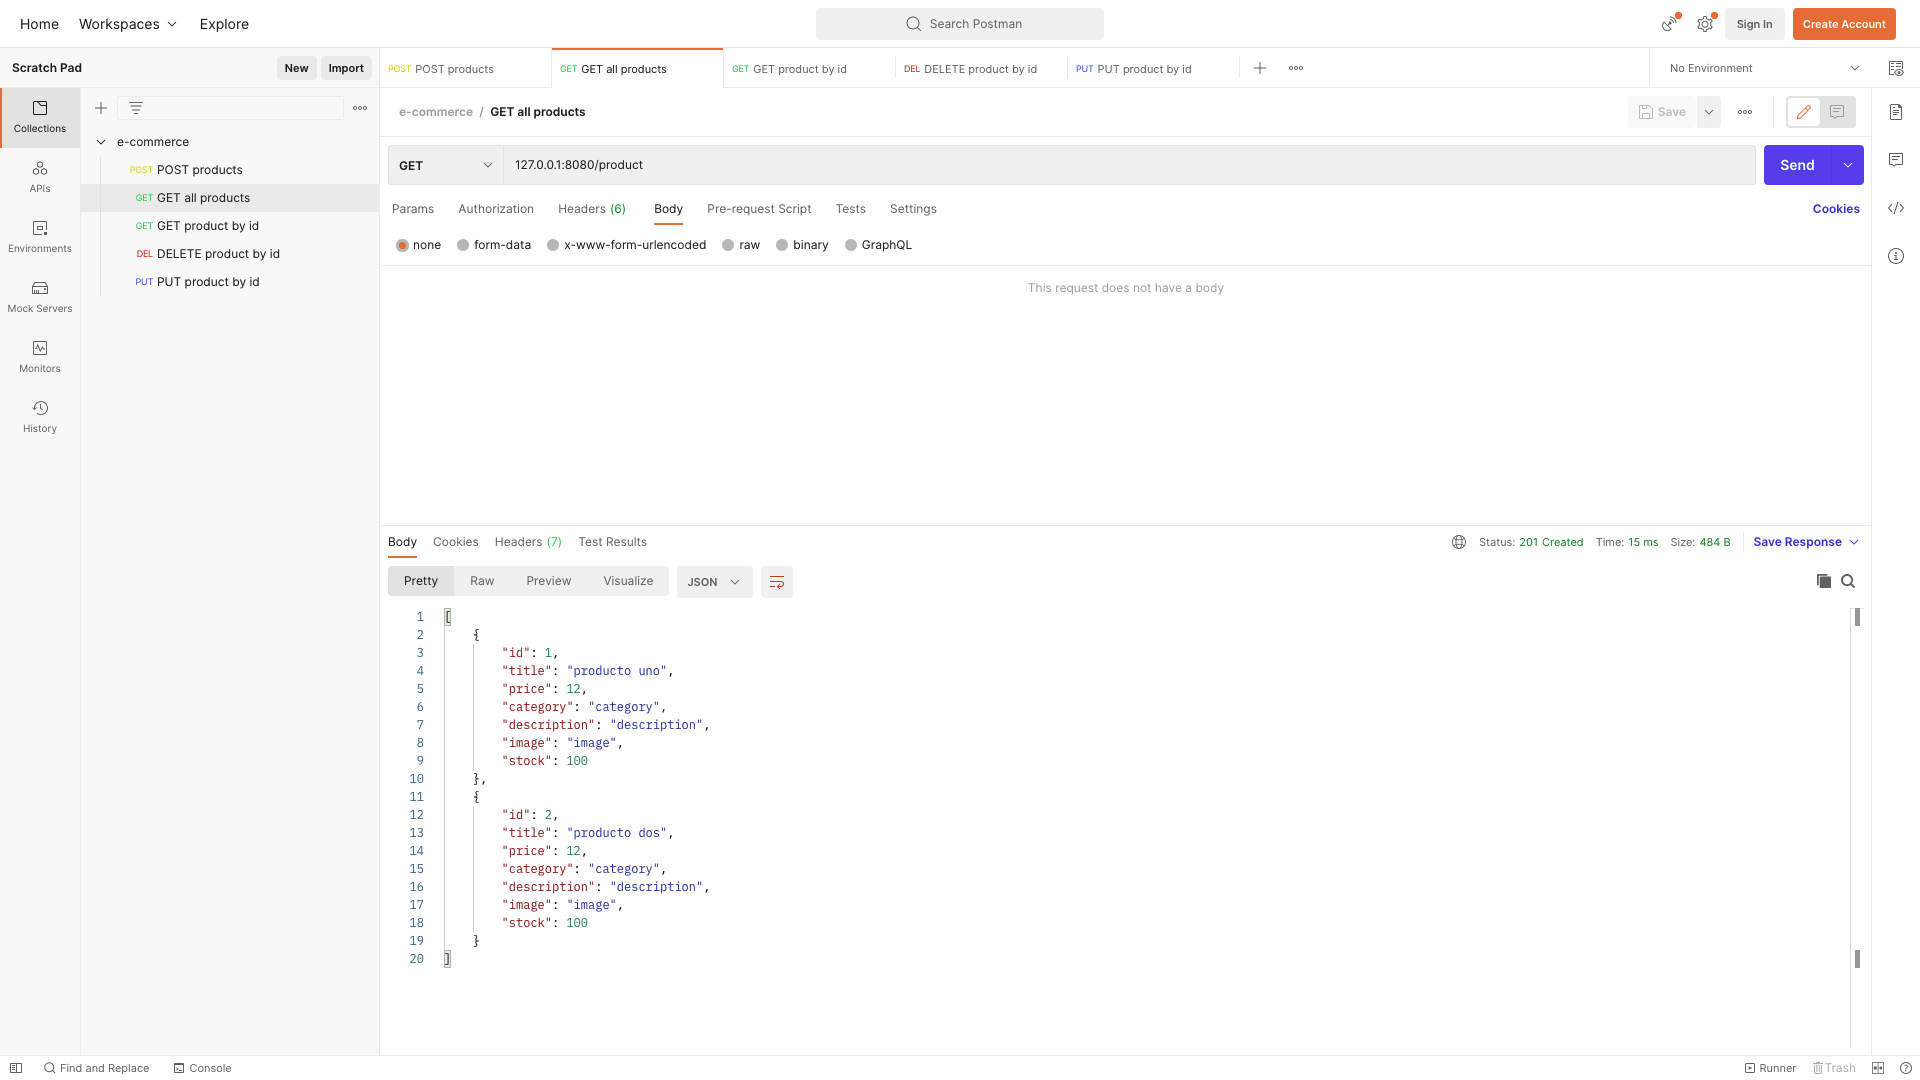 Home Workspaces Explore
Search Postman
Sign In Create Account
Scratch Pad New Import
POST POST products GET GET all products GET GET product by id DEL DELETE product by id PUT PUT product by id
No Environment
Collections
APIs
Environments
Mock Servers
Monitors
History
e-commerce
POST POST products
GET GET all products
GET GET product by id
DEL DELETE product by id
PUT PUT product by id
e-commerce / GET all products
Save
GET 127.0.0.1:8080/product Send
Params Authorization Headers (6) Body Pre-request Script Tests Settings Cookies
none form-data x-www-form-urlencoded raw binary GraphQL
This request does not have a body
Body Cookies Headers (7) Test Results
Status: 201 Created Time: 15 ms Size: 484 B Save Response
Pretty Raw Preview Visualize JSON
1 [
2 {
3 "id": 1,
4 "title": "producto uno",
5 "price": 12,
6 "category": "category",
7 "description": "description",
8 "image": "image",
9 "stock": 100
10 },
11 {
12 "id": 2,
13 "title": "producto dos",
14 "price": 12,
15 "category": "category",
16 "description": "description",
17 "image": "image",
18 "stock": 100
19 }
20 ]
Find and Replace Console
Runner Trash